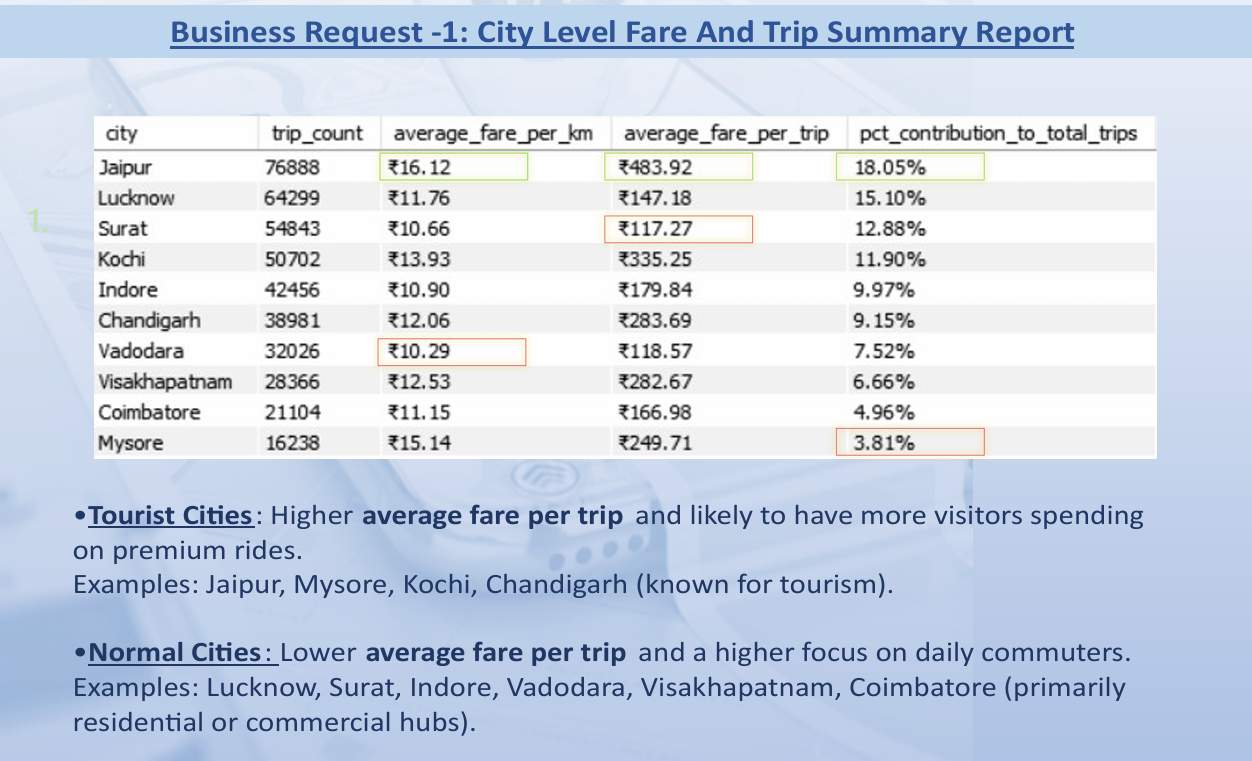 Business Request -1: City Level Fare And Trip Summary Report
city trip_count average_fare_per_km average_fare_per_trip pct_contribution_to_total_trips
Jaipur 76888 ₹16.12 ₹483.92 18.05%
Lucknow 64299 ₹11.76 ₹147.18 15.10%
1.
Surat 54843 ₹10.66 ₹117.27 12.88%
Kochi 50702 ₹13.93 ₹335.25 11.90%
Indore 42456 ₹10.90 ₹179.84 9.97%
Chandigarh 38981 ₹12.06 ₹283.69 9.15%
Vadodara 32026 ₹10.29 ₹118.57 7.52%
Visakhapatnam 28366 ₹12.53 ₹282.67 6.66%
Coimbatore 21104 ₹11.15 ₹166.98 4.96%
Mysore 16238 ₹15.14 ₹249.71 3.81%
•Tourist Cities: Higher average fare per trip and likely to have more visitors spending
on premium rides.
Examples: Jaipur, Mysore, Kochi, Chandigarh (known for tourism).
•Normal Cities: Lower average fare per trip and a higher focus on daily commuters.
Examples: Lucknow, Surat, Indore, Vadodara, Visakhapatnam, Coimbatore (primarily
residential or commercial hubs).